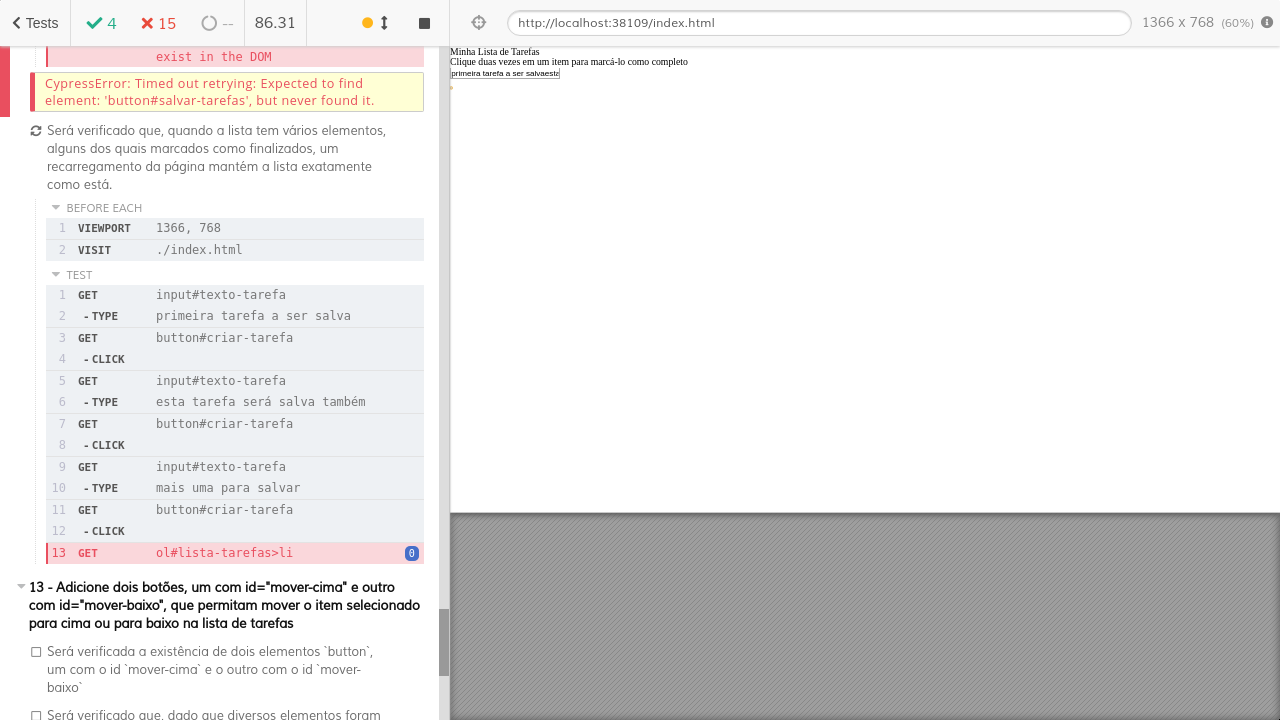 Tests 4 15 -- 86.31 http://localhost:38109/index.html 1366 x 768 (60%)
exist in the DOM
CypressError: Timed out retrying: Expected to find
element: 'button#salvar-tarefas', but never found it.
Será verificado que, quando a lista tem vários elementos,
alguns dos quais marcados como finalizados, um
recarregamento da página mantém a lista exatamente
como está.
BEFORE EACH
1 VIEWPORT 1366, 768
2 VISIT ./index.html
TEST
1 GET input#texto-tarefa
2 -TYPE primeira tarefa a ser salva
3 GET button#criar-tarefa
4 -CLICK
5 GET input#texto-tarefa
6 -TYPE esta tarefa será salva também
7 GET button#criar-tarefa
8 -CLICK
9 GET input#texto-tarefa
10 -TYPE mais uma para salvar
11 GET button#criar-tarefa
12 -CLICK
13 GET ol#lista-tarefas>li 0
13 - Adicione dois botões, um com id="mover-cima" e outro
com id="mover-baixo", que permitam mover o item selecionado
para cima ou para baixo na lista de tarefas
Será verificada a existência de dois elementos `button`,
um com o id `mover-cima` e o outro com o id `mover-
baixo`
Será verificado que, dado que diversos elementos foram
Minha Lista de Tarefas
Clique duas vezes em um item para marcá-lo como completo
primeira tarefa a ser salvaesta